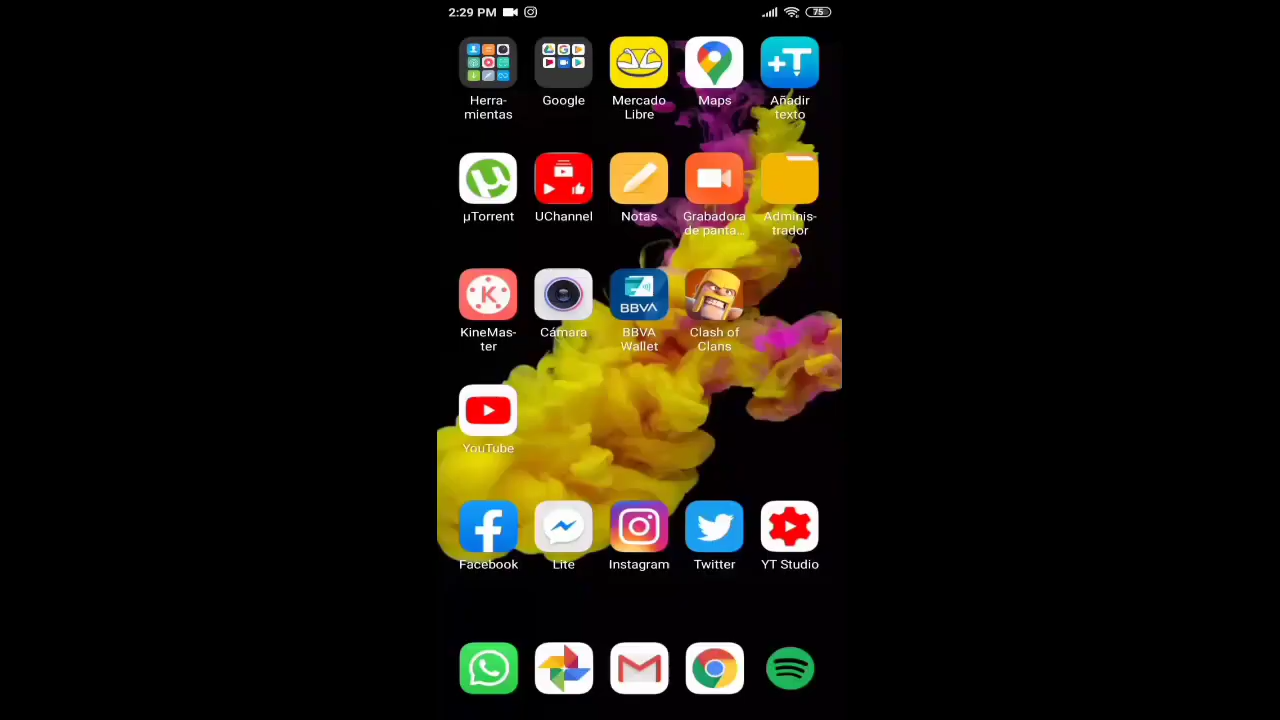 2:29 PM
75
Herra-
mientas
Google
Mercado
Libre
Maps
+T
Añadir
texto
µTorrent
UChannel
Notas
Grabadora
de panta...
Adminis-
trador
K
KineMas-
ter
Cámara
BBVA
BBVA
Wallet
Clash of
Clans
YouTube
Facebook
Lite
Instagram
Twitter
YT Studio